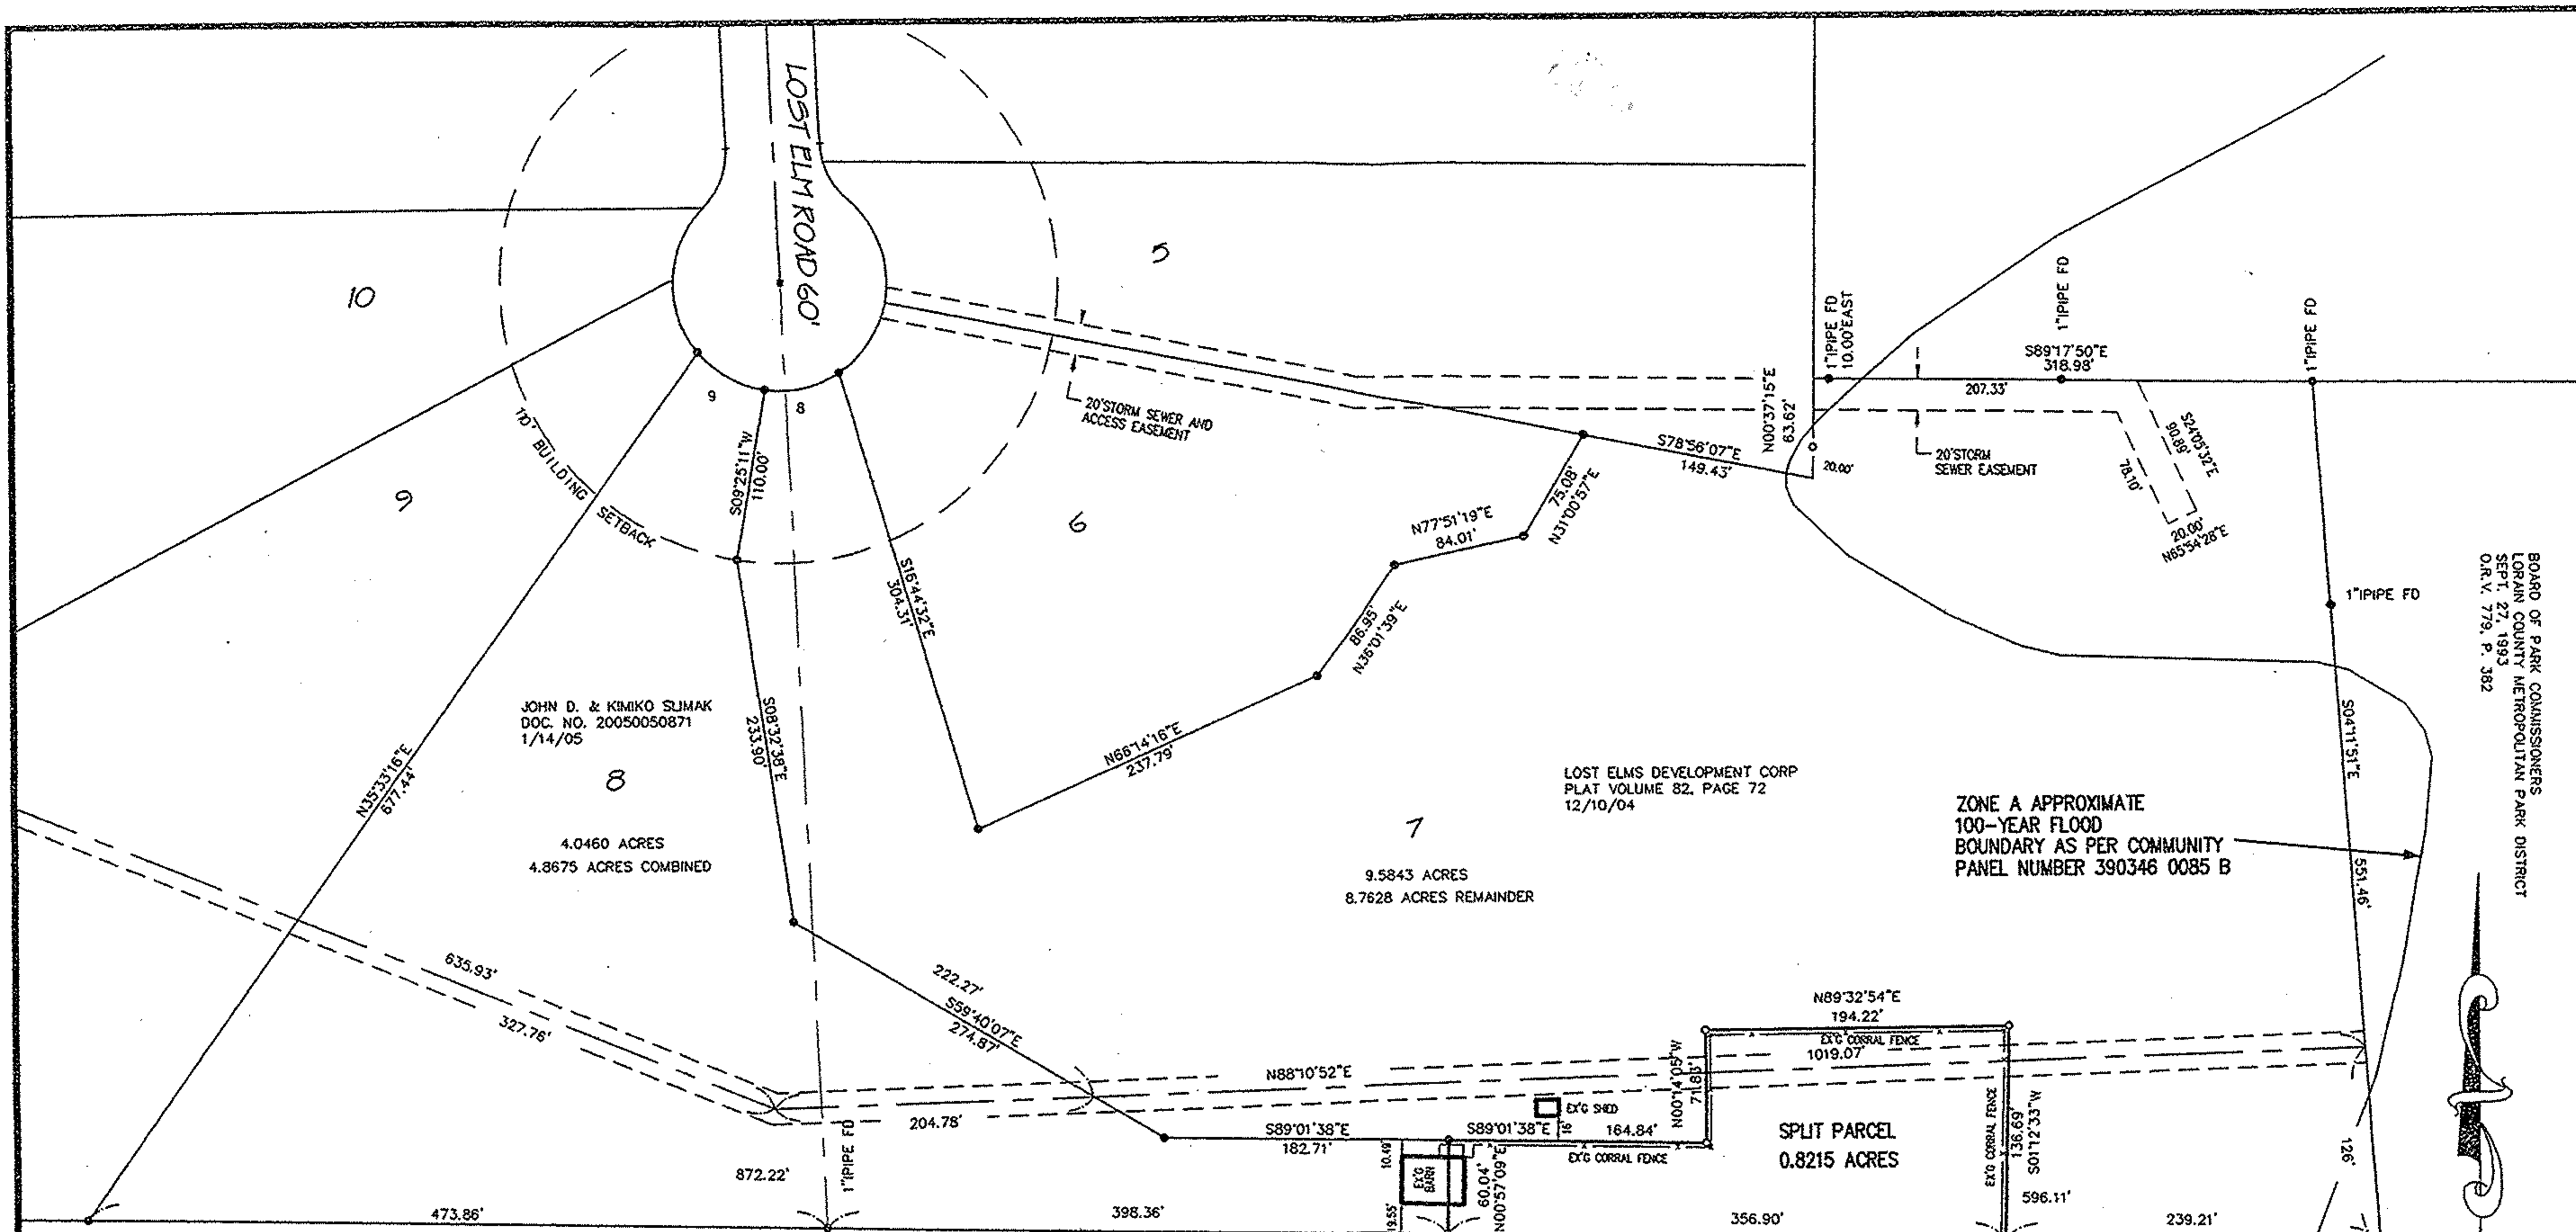 LOST ELM ROAD 60'
5
10
1"IPIPE FD
10.00'EAST
1"IPIPE FD
1"IPIPE FD
S89°17'50"E
318.98'
207.33'
N00°37'15"E
63.62'
9
8
20'STORM SEWER AND
ACCESS EASEMENT
S78°56'07"E
149.43'
20.00'
20'STORM
SEWER EASEMENT
S24°05'32"E
90.89'
78.10'
20.00'
N65°54'28"E
110' BUILDING
SETBACK
S09°25'11"W
110.00'
9
6
N77°51'19"E
84.01'
75.08'
N31°00'57"E
S16°44'32"E
304.31'
86.95'
N36°01'39"E
1"IPIPE FD
BOARD OF PARK COMMISSIONERS
LORAIN COUNTY METROPOLITAN PARK DISTRICT
SEPT. 27, 1993
O.R.V. 779, P. 382
JOHN D. & KIMIKO SLIMAK
DOC. NO. 20050050871
1/14/05
S08°32'38"E
233.90'
N35°33'16"E
677.44'
N66°14'16"E
237.79'
S04°11'51"E
551.46'
8
4.0460 ACRES
4.8675 ACRES COMBINED
LOST ELMS DEVELOPMENT CORP
PLAT VOLUME 82, PAGE 72
12/10/04
7
9.5843 ACRES
8.7628 ACRES REMAINDER
ZONE A APPROXIMATE
100-YEAR FLOOD
BOUNDARY AS PER COMMUNITY
PANEL NUMBER 390346 0085 B
635.93'
327.76'
222.27'
S59°40'07"E
274.87'
N89°32'54"E
194.22'
EX'G CORRAL FENCE
1019.07'
N88°10'52"E
204.78'
N00°14'05"W
71.83'
EX'G SHED
16'
S89°01'38"E
182.71'
S89°01'38"E
164.84'
EX'G CORRAL FENCE
SPLIT PARCEL
0.8215 ACRES
EX'G CORRAL FENCE
136.69'
S01°12'33"W
126'
10.49
EX'G
BARN
19.55'
60.04'
N00°57'09"E
872.22'
1"IPIPE FD
596.11'
473.86'
398.36'
356.90'
239.21'